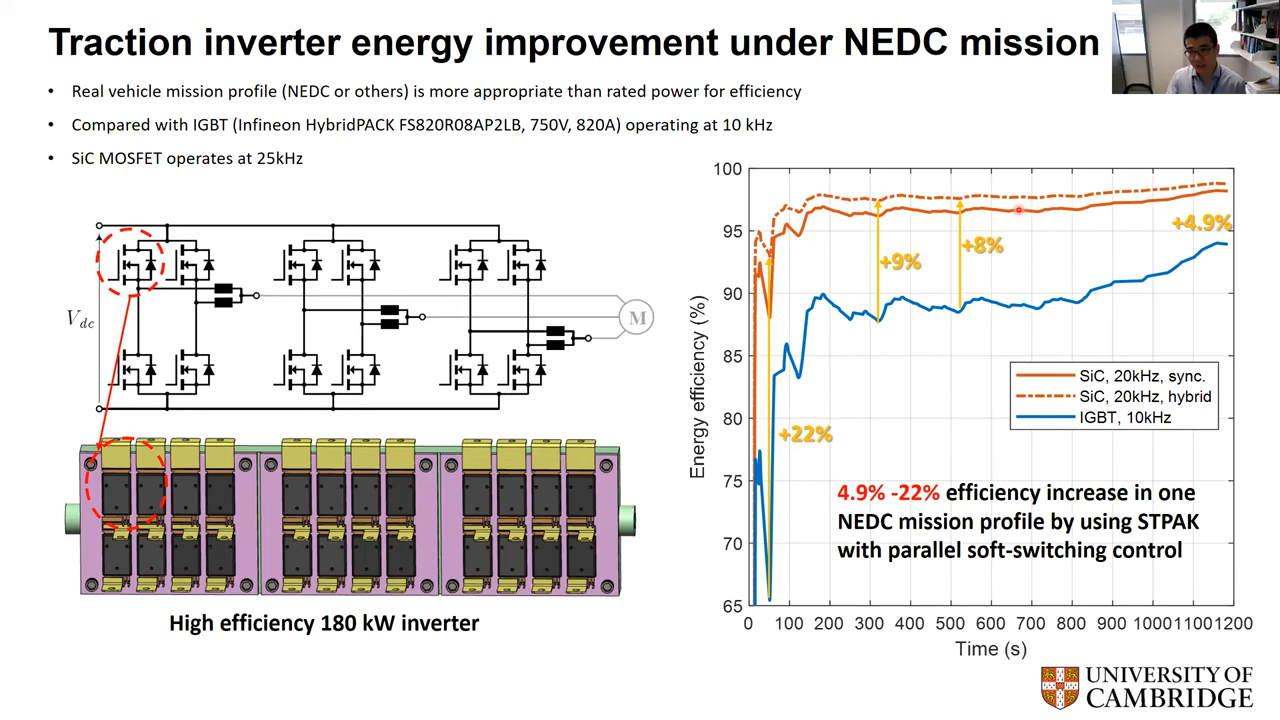 Traction inverter energy improvement under NEDC mission
• Real vehicle mission profile (NEDC or others) is more appropriate than rated power for efficiency
• Compared with IGBT (Infineon HybridPACK FS820R08AP2LB, 750V, 820A) operating at 10 kHz
• SiC MOSFET operates at 25kHz
Vdc
M
High efficiency 180 kW inverter
100
95
90
85
80
75
70
65
Energy efficiency (%)
+4.9%
+8%
+9%
+22%
SiC, 20kHz, sync.
SiC, 20kHz, hybrid
IGBT, 10kHz
4.9% -22% efficiency increase in one
NEDC mission profile by using STPAK
with parallel soft-switching control
0 100 200 300 400 500 600 700 800 900 1000 1100 1200
Time (s)
UNIVERSITY OF
CAMBRIDGE